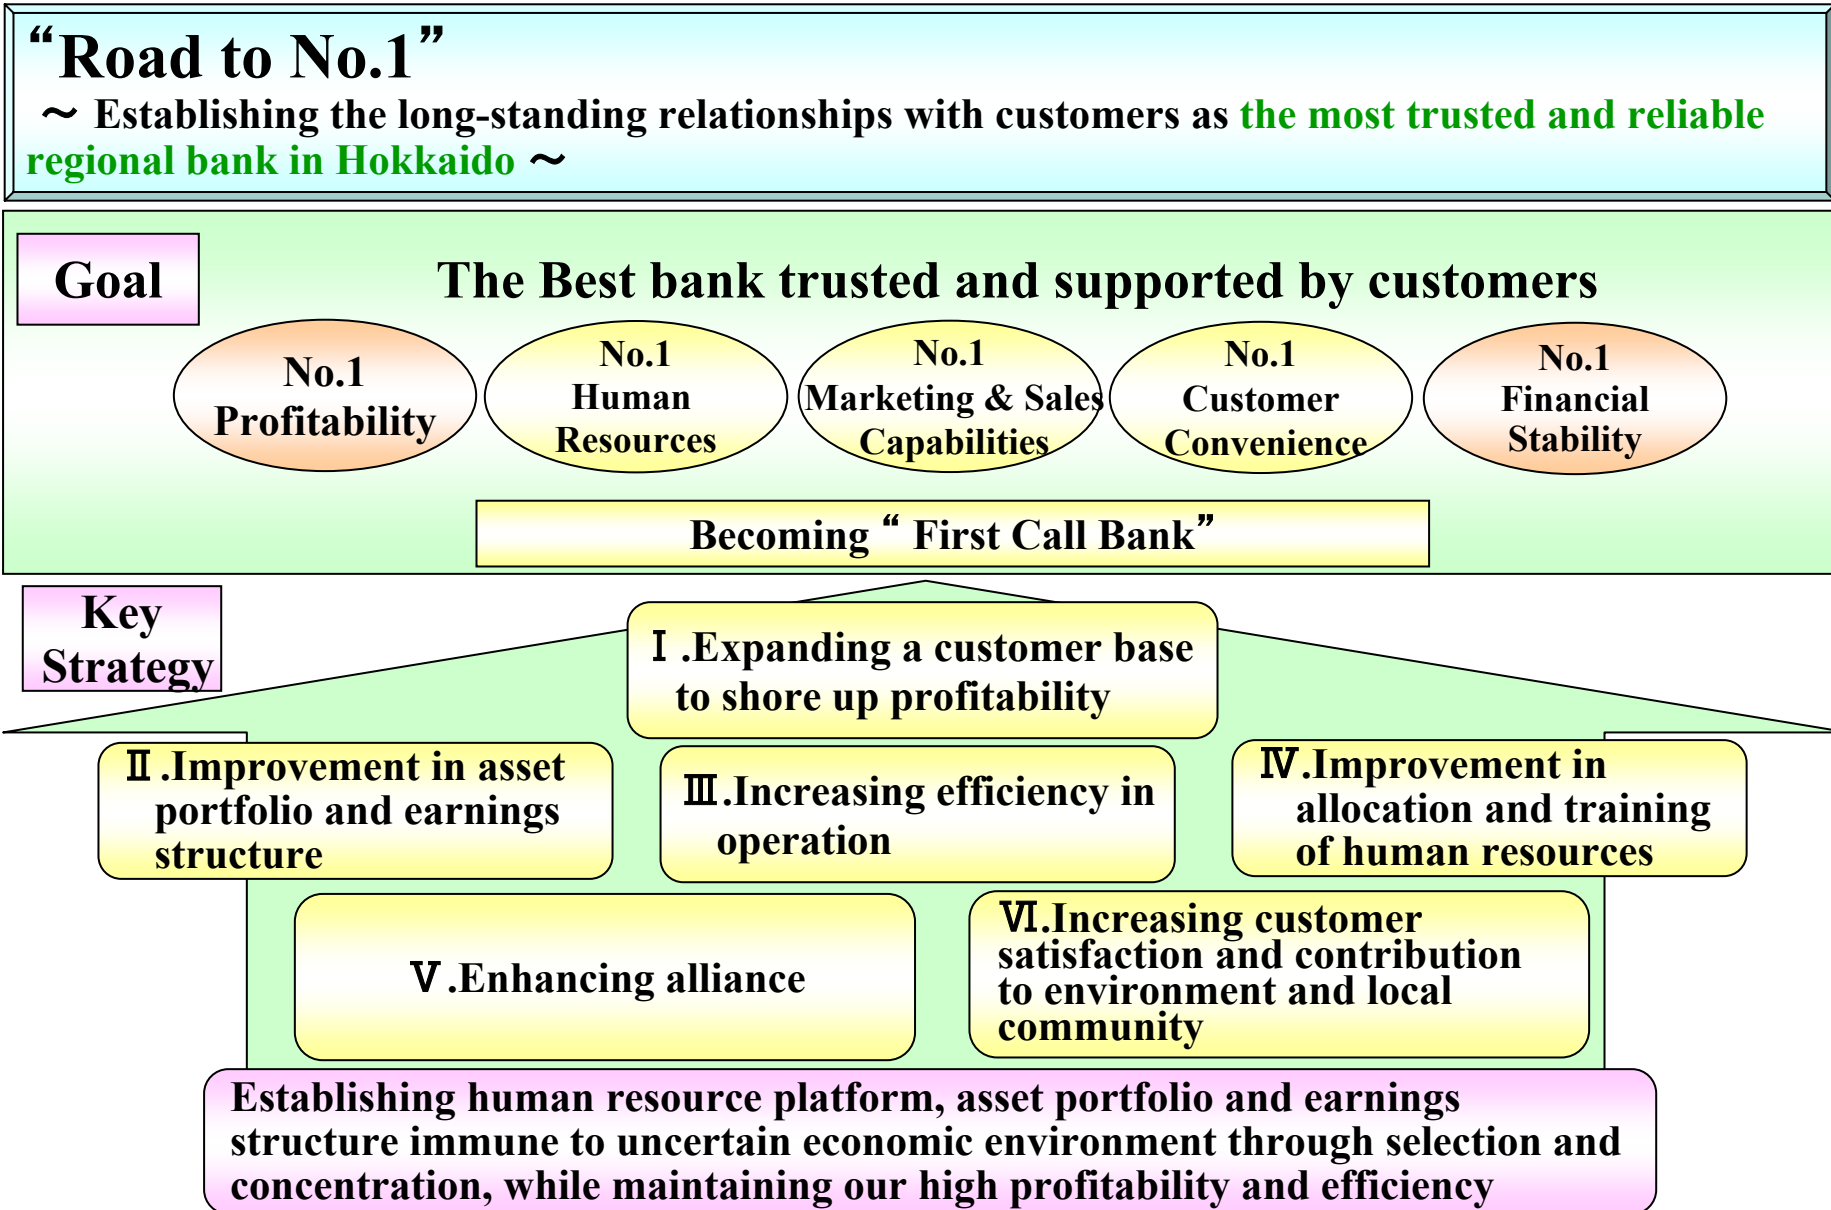 “Road to No.1”
～ Establishing the long-standing relationships with customers as the most trusted and reliable
regional bank in Hokkaido ～
Goal
The Best bank trusted and supported by customers
No.1
Profitability
No.1
Human
Resources
No.1
Marketing & Sales
Capabilities
No.1
Customer
Convenience
No.1
Financial
Stability
Becoming “ First Call Bank”
Key
Strategy
Ⅰ.Expanding a customer base
to shore up profitability
Ⅱ.Improvement in asset
portfolio and earnings
structure
Ⅲ.Increasing efficiency in
operation
Ⅳ.Improvement in
allocation and training
of human resources
Ⅴ.Enhancing alliance
Ⅵ.Increasing customer
satisfaction and contribution
to environment and local
community
Establishing human resource platform, asset portfolio and earnings
structure immune to uncertain economic environment through selection and
concentration, while maintaining our high profitability and efficiency